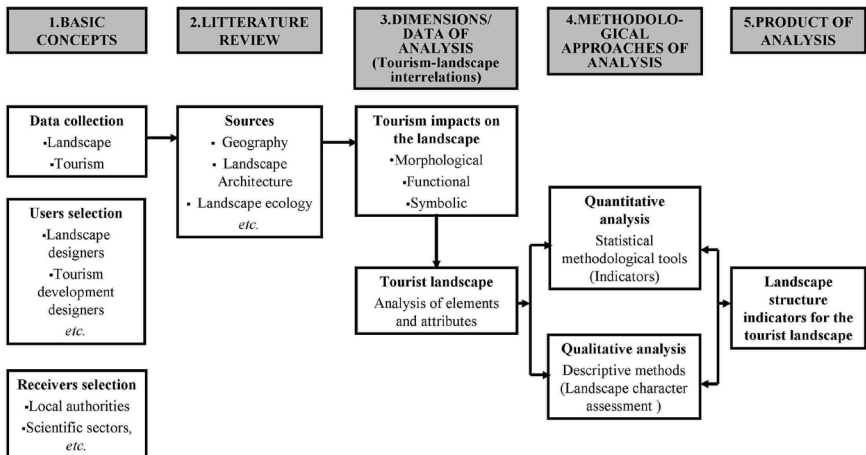 1.BASIC
CONCEPTS
2.LITTERATURE
REVIEW
3.DIMENSIONS/
DATA OF
ANALYSIS
(Tourism-landscape
interrelations)
4.METHODOLO-
GICAL
APPROACHES OF
ANALYSIS
5.PRODUCT OF
ANALYSIS
Data collection
▪Landscape
▪Tourism
Users selection
▪Landscape
designers
▪Tourism
development
designers
etc.
Receivers selection
▪Local authorities
▪Scientific sectors,
etc.
Sources
▪ Geography
▪ Landscape
Architecture
▪ Landscape ecology
etc.
Tourism impacts on
the landscape
•Morphological
▪Functional
▪Symbolic
Tourist landscape
Analysis of elements
and attributes
Quantitative
analysis
Statistical
methodological tools
(Indicators)
Qualitative analysis
Descriptive methods
(Landscape character
assessment )
Landscape
structure
indicators for the
tourist landscape